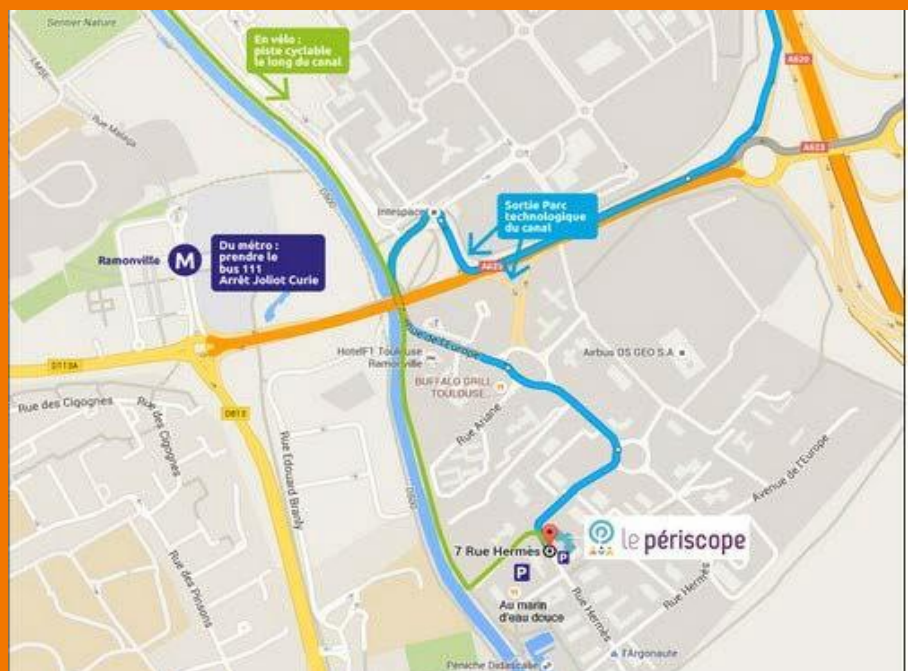 Sentier Nature
En vélo :
piste cyclable
le long du canal
A620
LMSE
Rue Malaga
D900
A623
Intespace
Sortie Parc
technologique
du canal
Ramonville
M
Du métro :
prendre le
bus 111
Arrêt Joliot Curie
A623
Rue de l'Europe
HotelF1 Toulouse
Ramonville
Airbus DS GEO S.A
D113A
BUFFALO GRILL
TOULOUSE...
Rue des Cigognes
Rue des Cigognes
D813
Rue Ariane
Rue Edouard Branly
Avenue de l'Europe
D900
le périscope
7 Rue Hermès
P
P
Rue des Pinsons
Au marin
d'eau douce
Rue Hermès
Rue Hermès
l'Argonaute
Péniche Didascalie